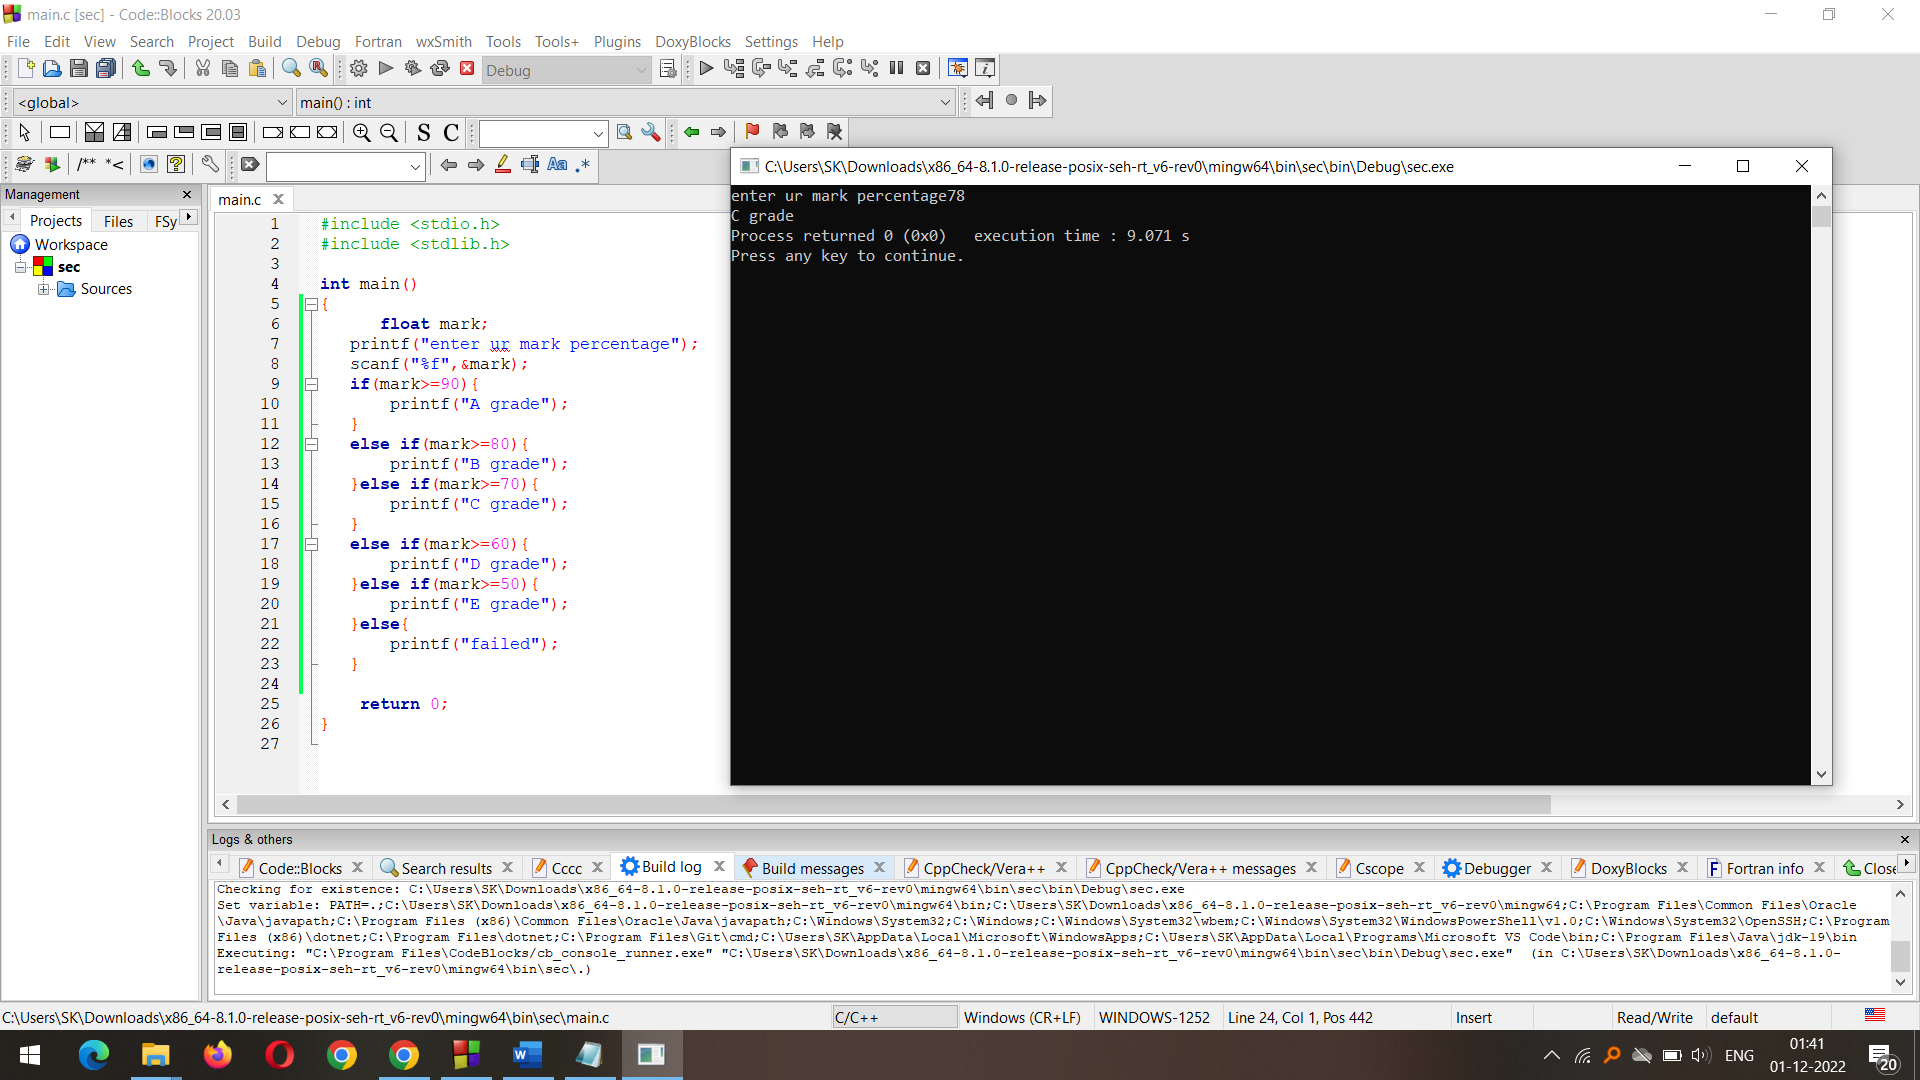 main.c [sec] - Code::Blocks 20.03
File Edit View Search Project Build Debug Fortran wxSmith Tools Tools+ Plugins DoxyBlocks Settings Help
Debug
<global> main() : int
S C
/** *< Aa .*
Management
Projects Files FSy
Workspace
sec
Sources
main.c
1 #include <stdio.h>
2 #include <stdlib.h>
3
4 int main()
5 {
6 float mark;
7 printf("enter ur mark percentage");
8 scanf("%f",&mark);
9 if(mark>=90){
10 printf("A grade");
11 }
12 else if(mark>=80){
13 printf("B grade");
14 }else if(mark>=70){
15 printf("C grade");
16 }
17 else if(mark>=60){
18 printf("D grade");
19 }else if(mark>=50){
20 printf("E grade");
21 }else{
22 printf("failed");
23 }
24
25 return 0;
26 }
27
C:\Users\SK\Downloads\x86_64-8.1.0-release-posix-seh-rt_v6-rev0\mingw64\bin\sec\bin\Debug\sec.exe
enter ur mark percentage78
C grade
Process returned 0 (0x0) execution time : 9.071 s
Press any key to continue.
Logs & others
Code::Blocks Search results Cccc Build log Build messages CppCheck/Vera++ CppCheck/Vera++ messages Cscope Debugger DoxyBlocks Fortran info Close
Checking for existence: C:\Users\SK\Downloads\x86_64-8.1.0-release-posix-seh-rt_v6-rev0\mingw64\bin\sec\bin\Debug\sec.exe
Set variable: PATH=.;C:\Users\SK\Downloads\x86_64-8.1.0-release-posix-seh-rt_v6-rev0\mingw64\bin;C:\Users\SK\Downloads\x86_64-8.1.0-release-posix-seh-rt_v6-rev0\mingw64;C:\Program Files\Common Files\Oracle
\Java\javapath;C:\Program Files (x86)\Common Files\Oracle\Java\javapath;C:\Windows\System32;C:\Windows;C:\Windows\System32\wbem;C:\Windows\System32\WindowsPowerShell\v1.0;C:\Windows\System32\OpenSSH;C:\Program
Files (x86)\dotnet;C:\Program Files\dotnet;C:\Program Files\Git\cmd;C:\Users\SK\AppData\Local\Microsoft\WindowsApps;C:\Users\SK\AppData\Local\Programs\Microsoft VS Code\bin;C:\Program Files\Java\jdk-19\bin
Executing: "C:\Program Files\CodeBlocks/cb_console_runner.exe" "C:\Users\SK\Downloads\x86_64-8.1.0-release-posix-seh-rt_v6-rev0\mingw64\bin\sec\bin\Debug\sec.exe" (in C:\Users\SK\Downloads\x86_64-8.1.0-
release-posix-seh-rt_v6-rev0\mingw64\bin\sec\.)
C:\Users\SK\Downloads\x86_64-8.1.0-release-posix-seh-rt_v6-rev0\mingw64\bin\sec\main.c C/C++ Windows (CR+LF) WINDOWS-1252 Line 24, Col 1, Pos 442 Insert Read/Write default
ENG 01:41
01-12-2022 20